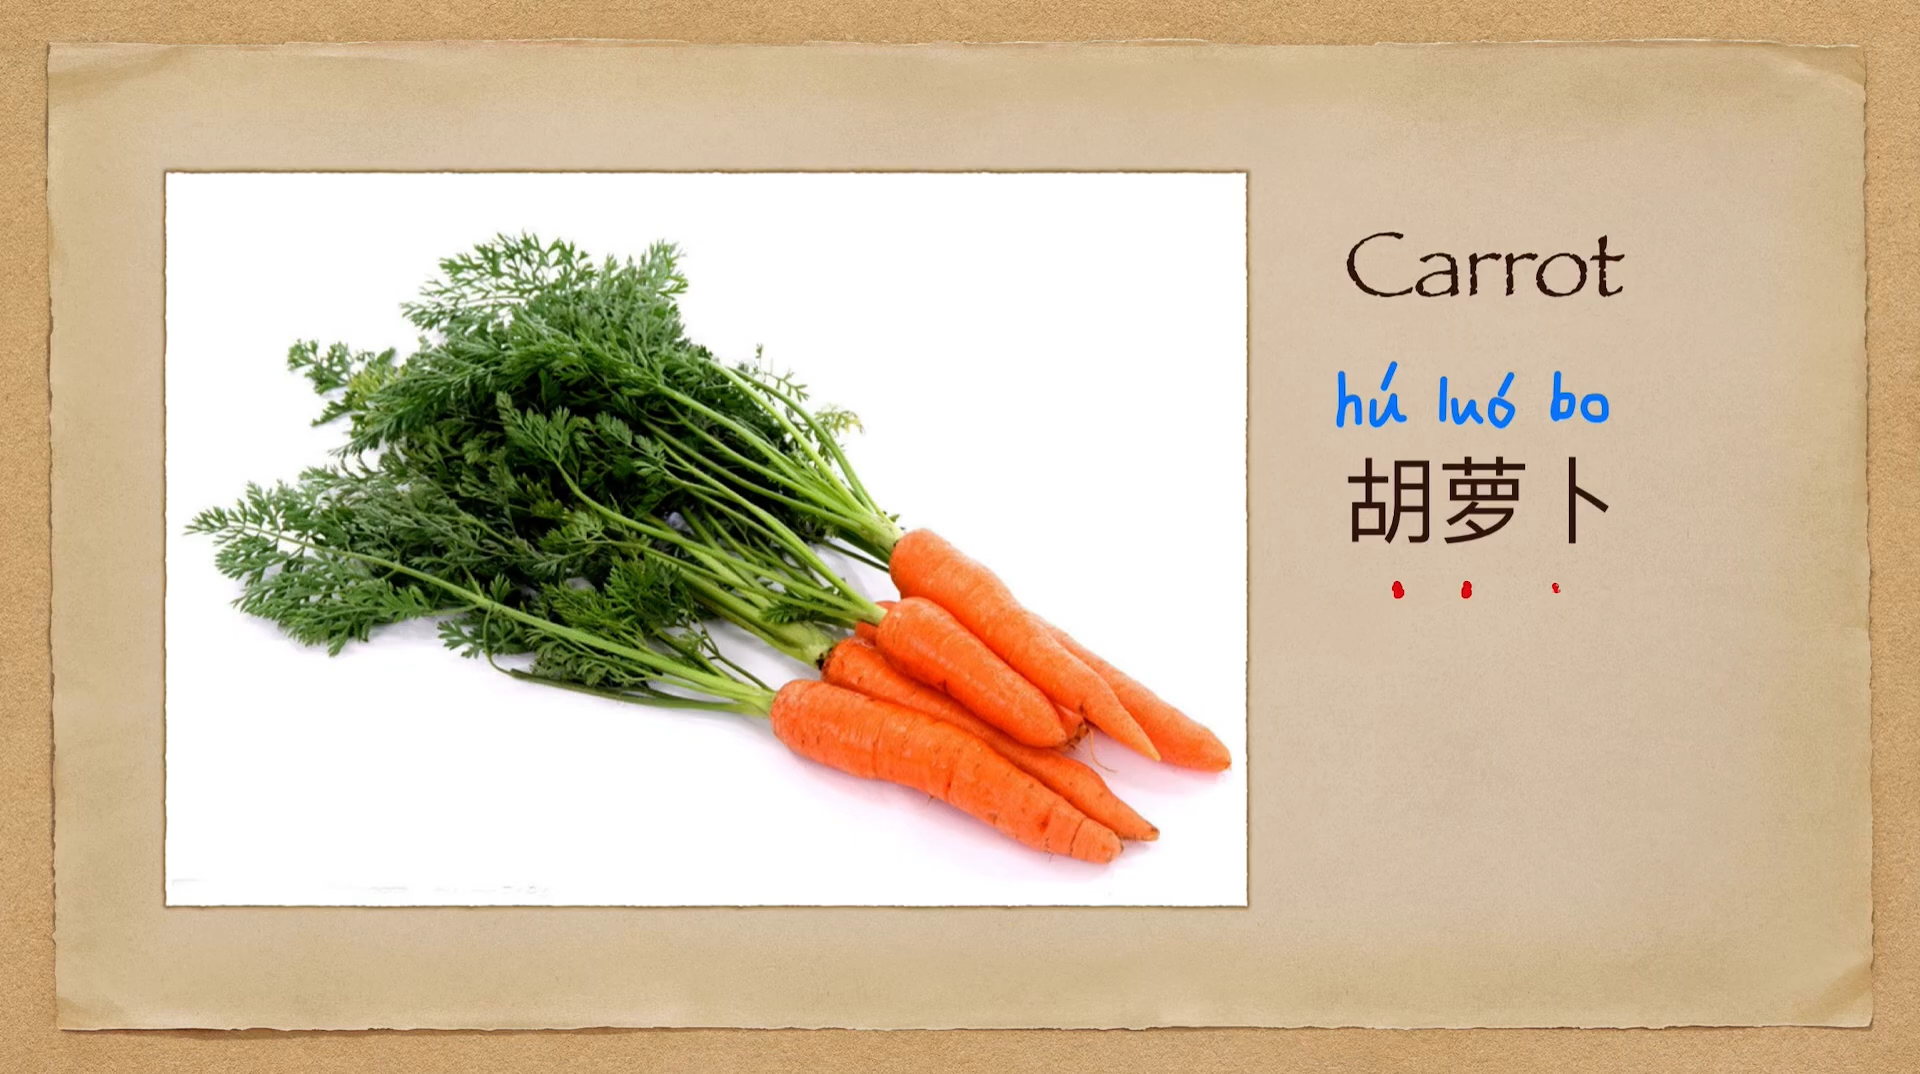 Carrot
hú luó bo
胡萝卜